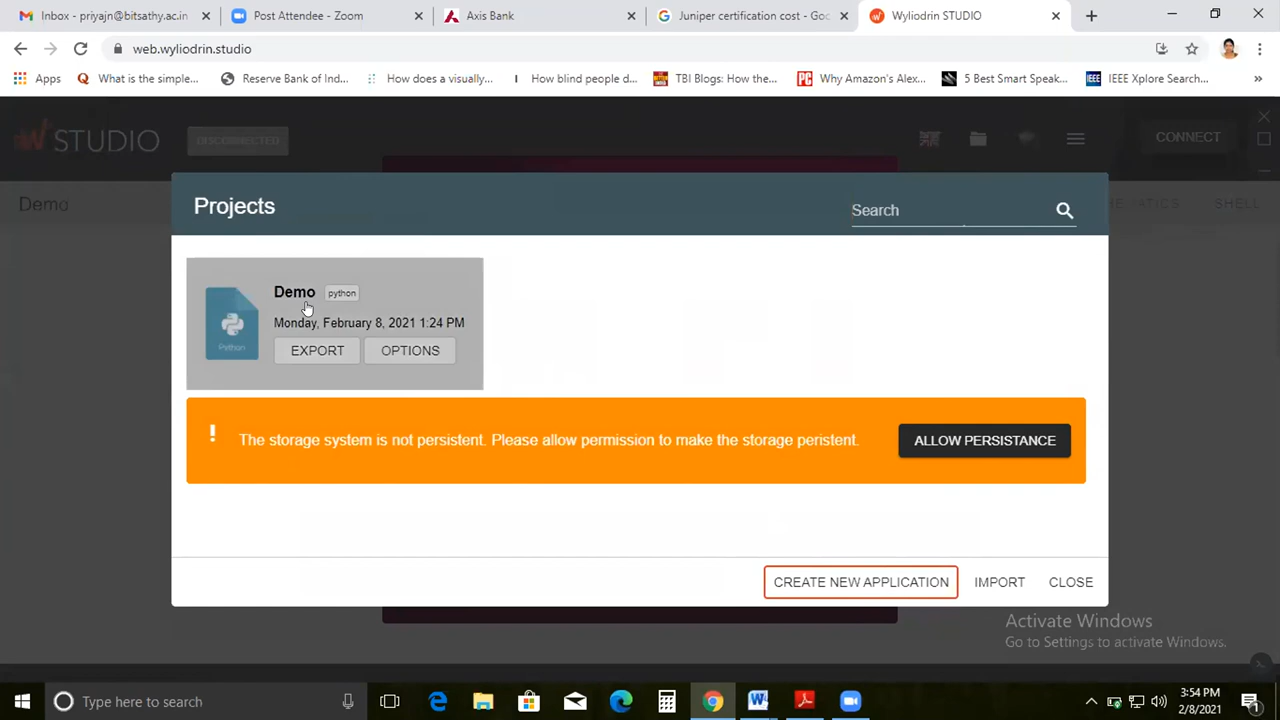 Inbox - priyajn@bitsathy.ac.in
Post Attendee - Zoom
Axis Bank
Juniper certification cost - Goo
Wyliodrin STUDIO
web.wyliodrin.studio
Apps
What is the simple...
Reserve Bank of Ind...
How does a visually...
How blind people d...
TBI Blogs: How the...
Why Amazon's Alex...
5 Best Smart Speak...
IEEE Xplore Search...
STUDIO
DISCONNECTED
CONNECT
Demo
SHELL
Projects
Search
Demo python
Monday, February 8, 2021 1:24 PM
Python
EXPORT OPTIONS
! The storage system is not persistent. Please allow permission to make the storage peristent.
ALLOW PERSISTANCE
CREATE NEW APPLICATION IMPORT CLOSE
Activate Windows
Go to Settings to activate Windows.
Type here to search
3:54 PM
2/8/2021